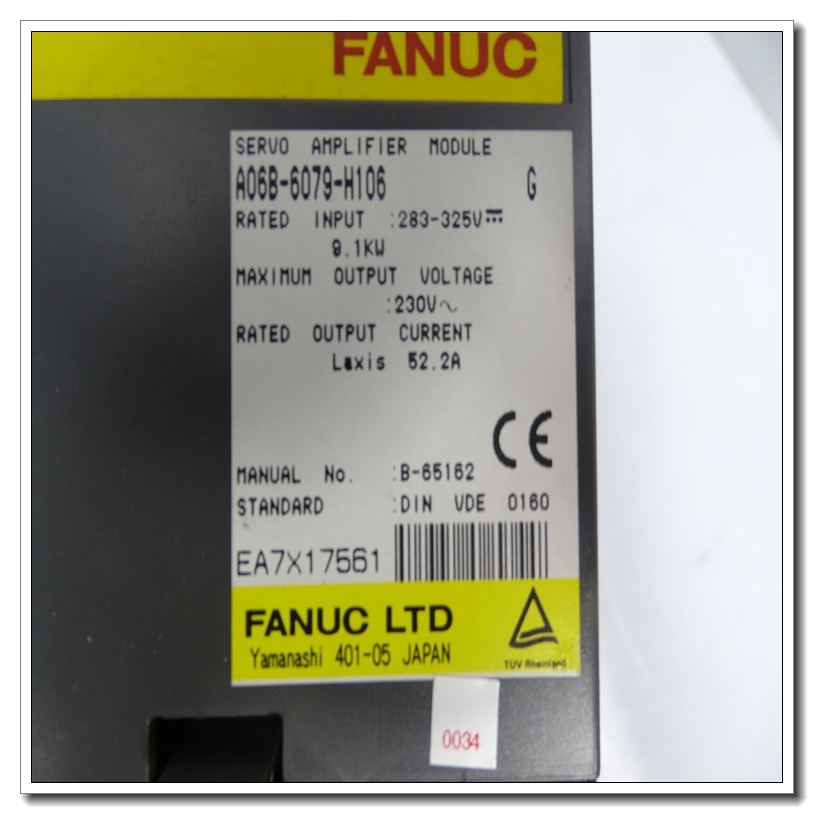 FANUC
SERVO AMPLIFIER MODULE
A06B-6079-H106 G
RATED INPUT :283-325V⎓
9.1KW
MAXIMUM OUTPUT VOLTAGE
:230V～
RATED OUTPUT CURRENT
Laxis 52.2A
CE
MANUAL No. :B-65162
STANDARD :DIN VDE 0160
EA7X17561
FANUC LTD
Yamanashi 401-05 JAPAN
TÜV Rheinland
0034